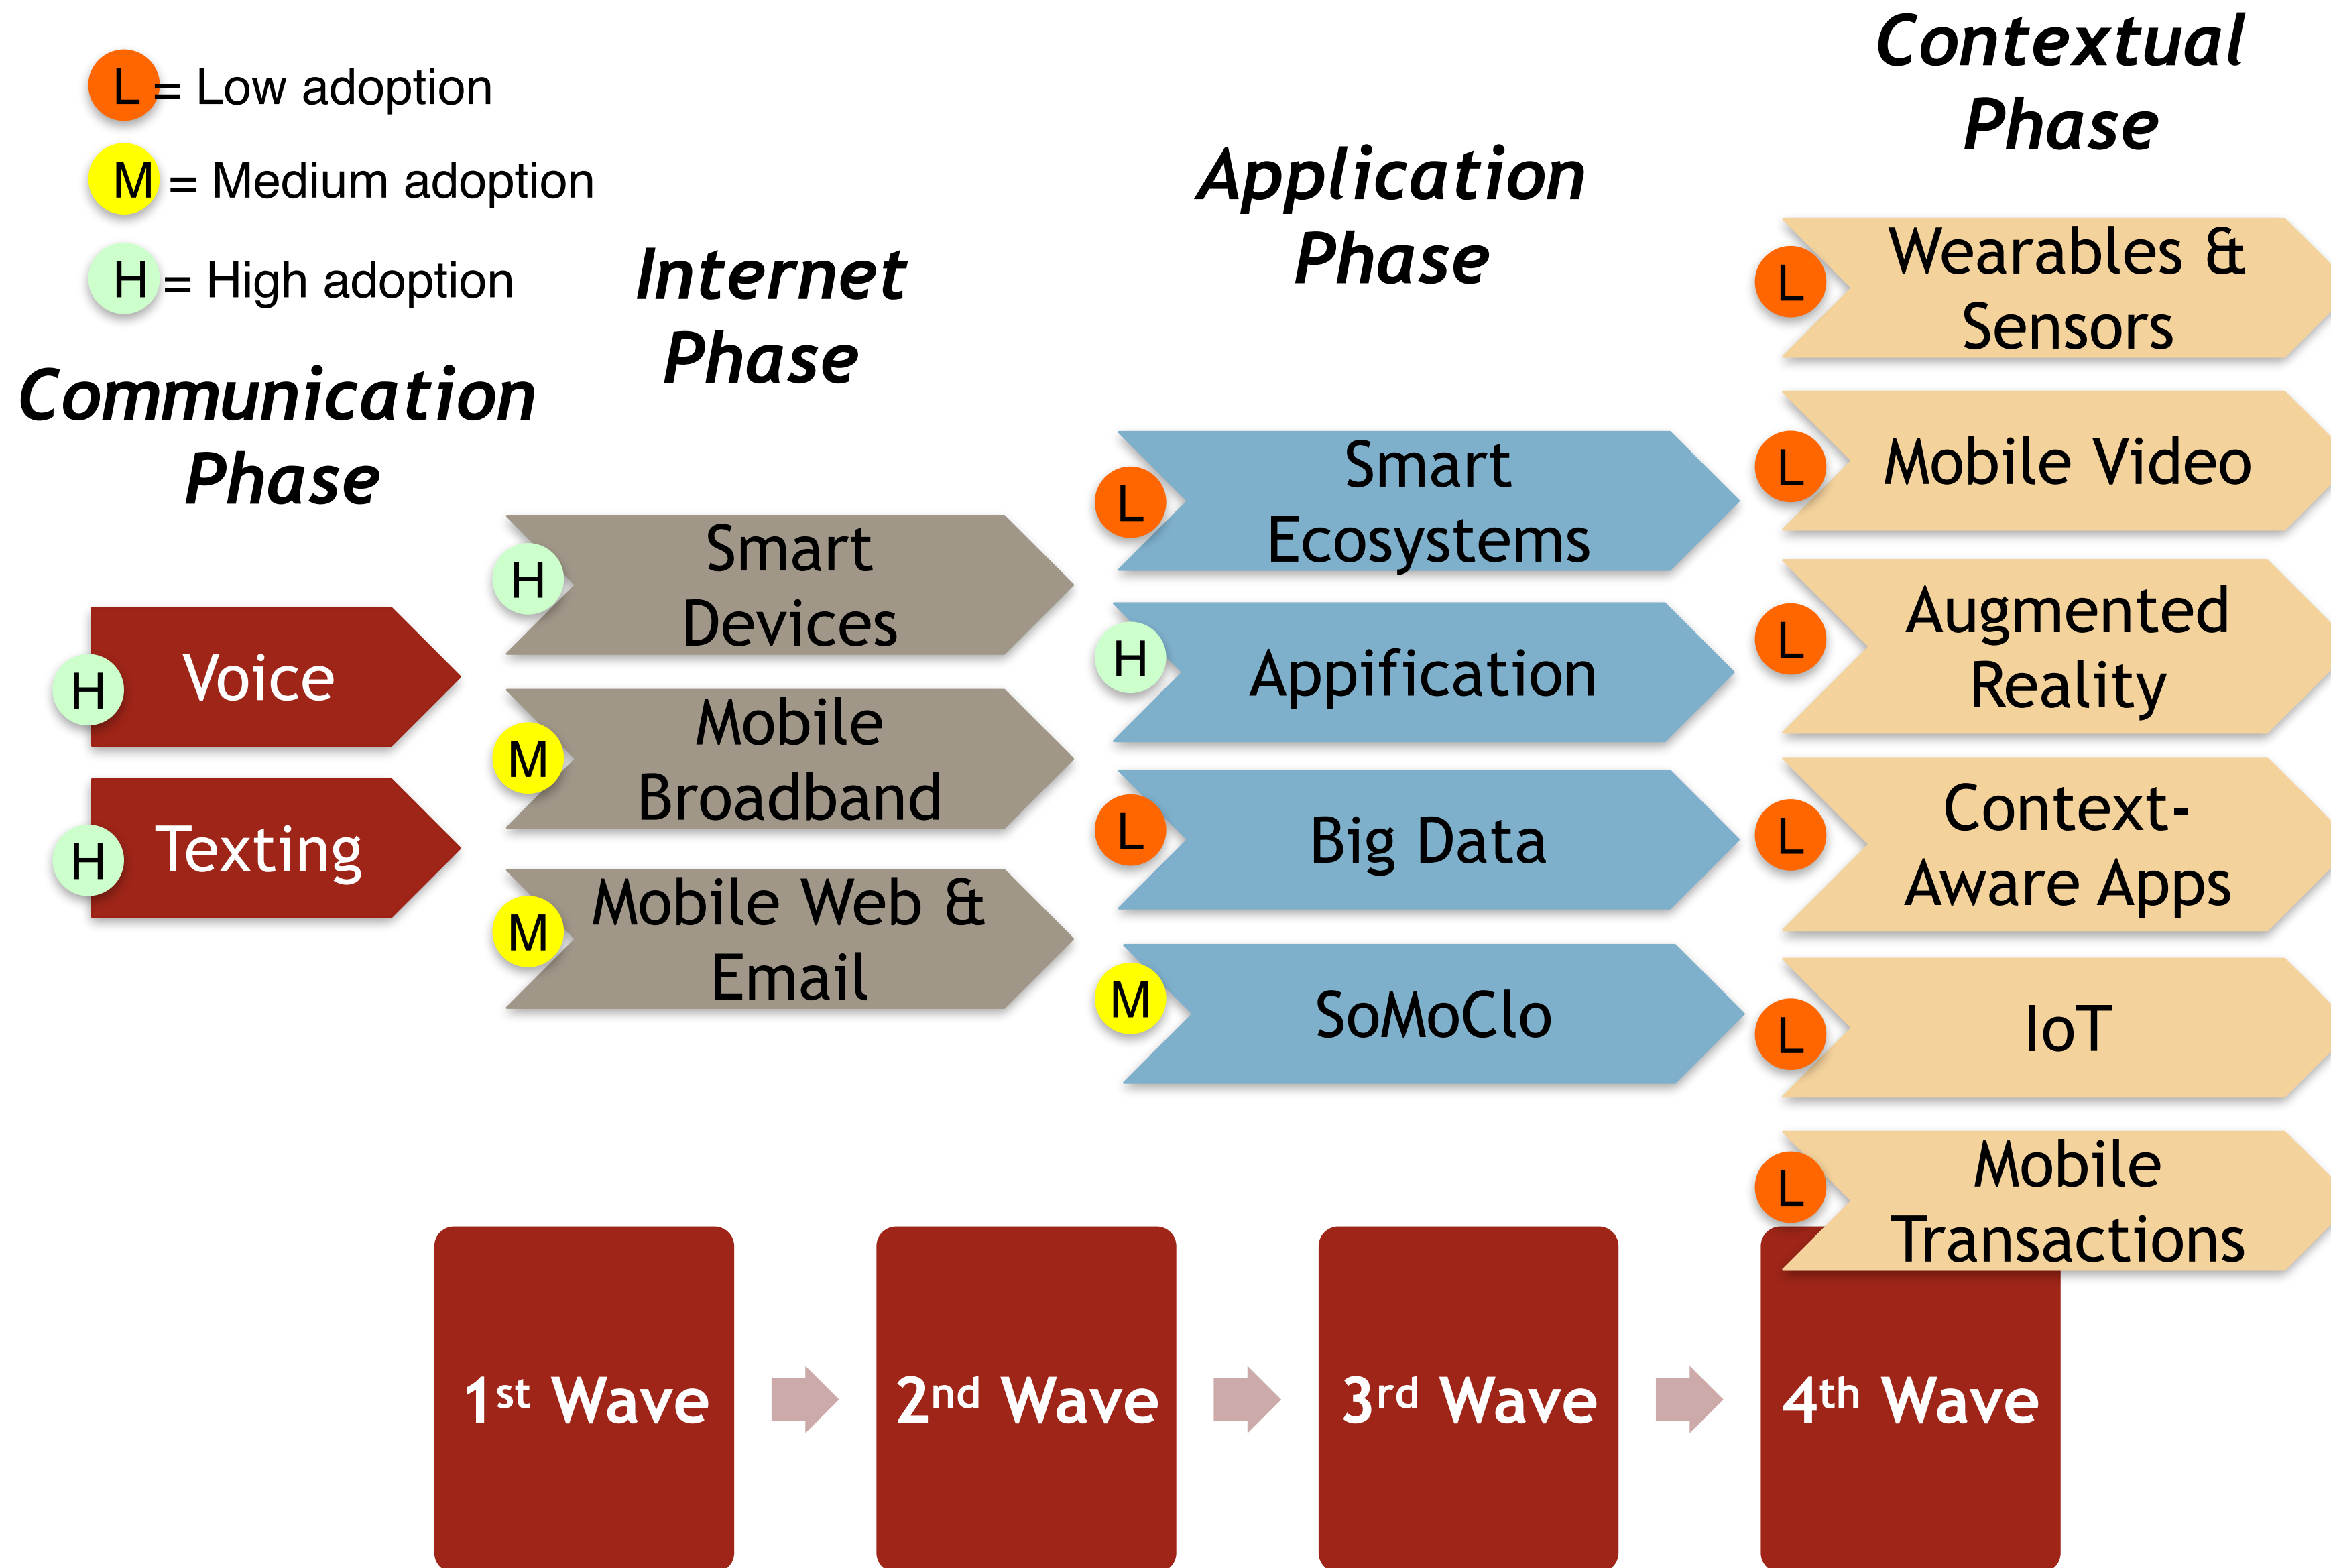 L = Low adoption
M = Medium adoption
H = High adoption
Communication
Phase
H
Voice
H
Texting
Internet
Phase
H
Smart
Devices
M
Mobile
Broadband
M
Mobile Web &
Email
Application
Phase
L
Smart
Ecosystems
H
Appification
L
Big Data
M
SoMoClo
Contextual
Phase
L
Wearables &
Sensors
L
Mobile Video
L
Augmented
Reality
L
Context-
Aware Apps
L
IoT
L
Mobile
Transactions
1st Wave
2nd Wave
3rd Wave
4th Wave